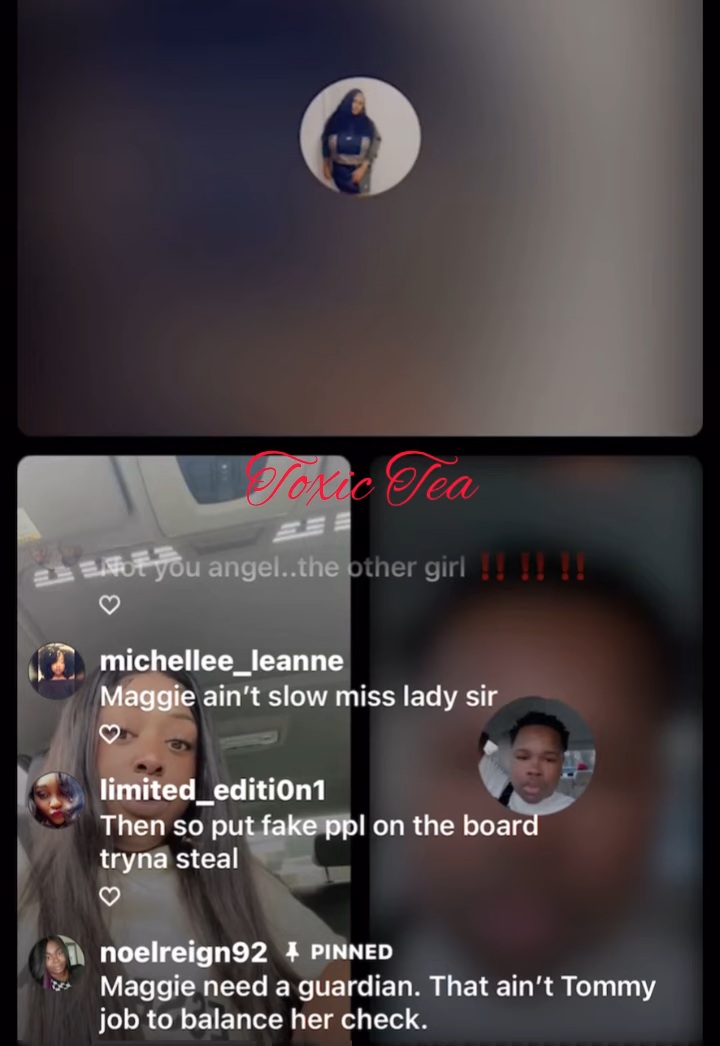 Toxic Tea
Not you angel..the other girl ‼️ ‼️ ‼️
michellee_leanne
Maggie ain’t slow miss lady sir
limited_editi0n1
Then so put fake ppl on the board
tryna steal
noelreign92 PINNED
Maggie need a guardian. That ain’t Tommy
job to balance her check.